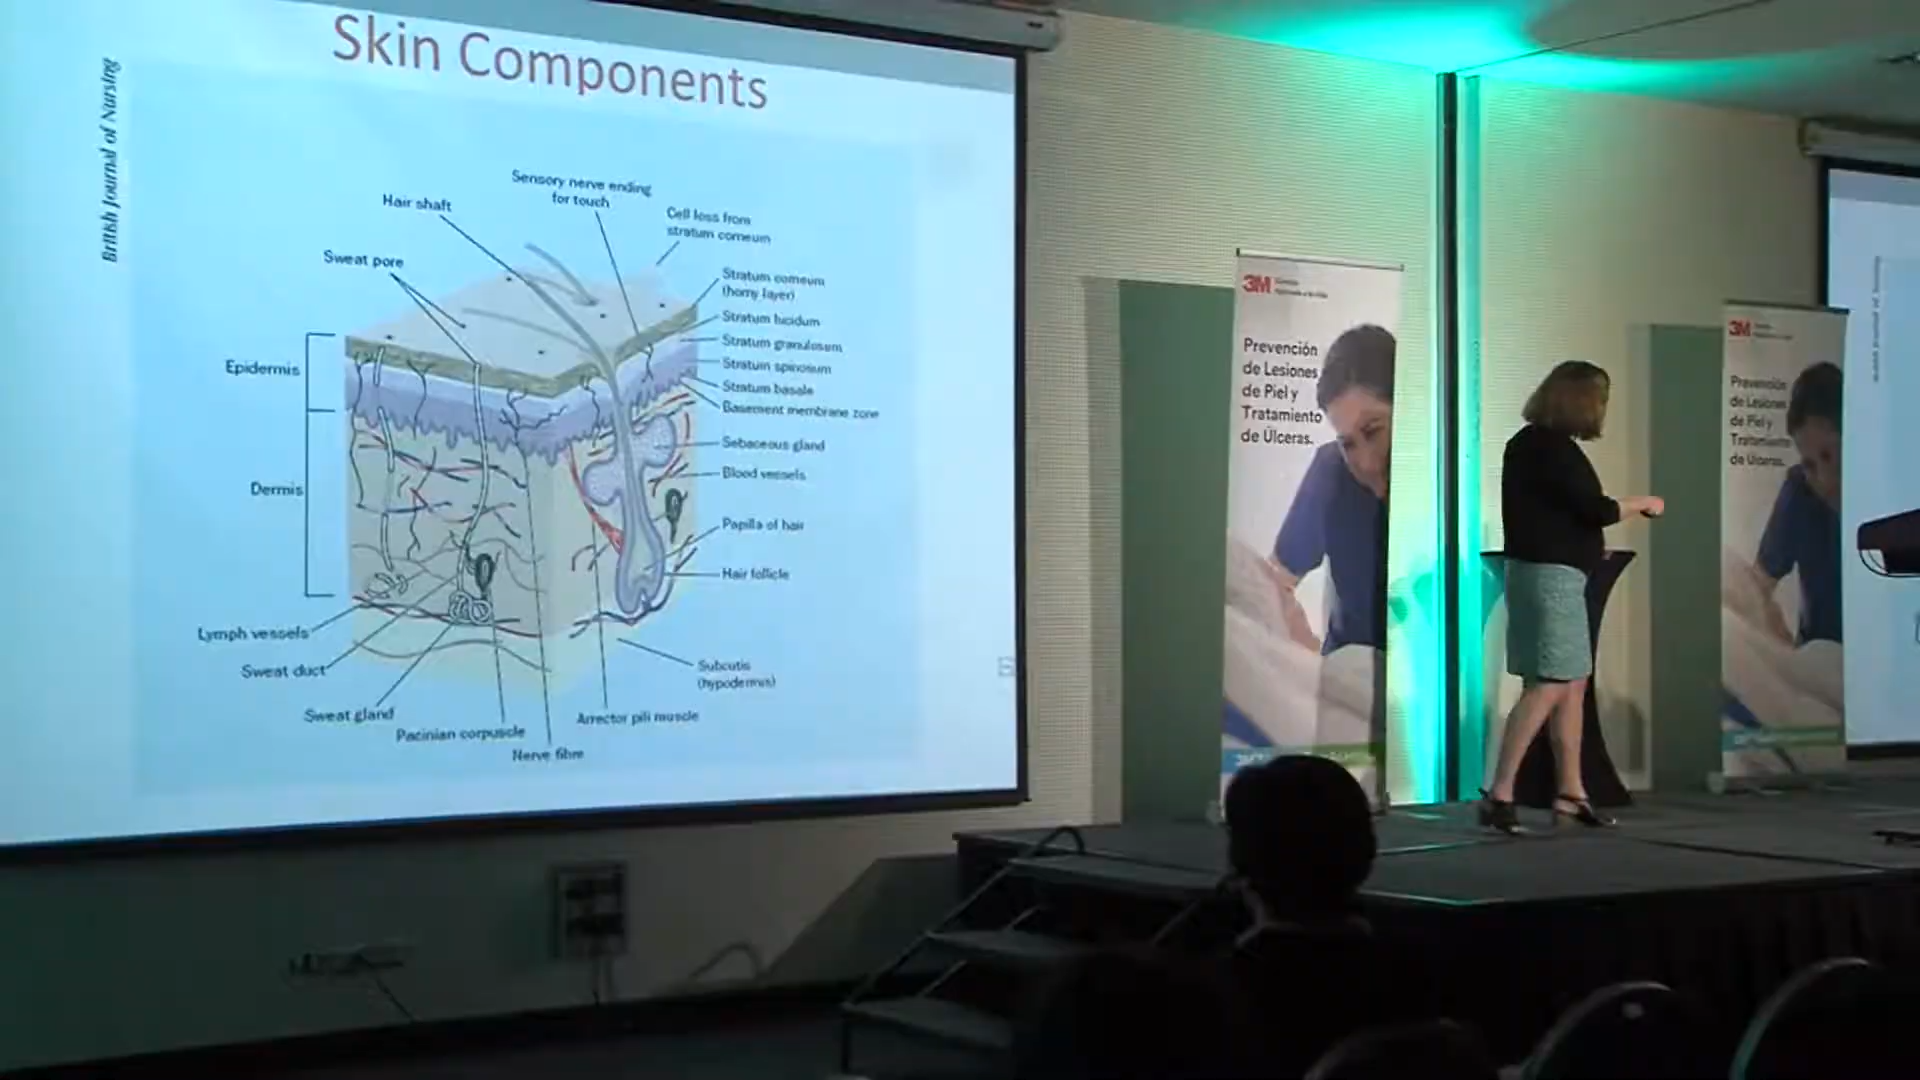 Skin Components
British Journal of Nursing
Sensory nerve ending
for touch
Hair shaft
Cell loss from
stratum corneum
Sweat pore
Stratum corneum
(horny layer)
Stratum lucidum
Stratum granulosum
Stratum spinosum
Stratum basale
Basement membrane zone
Epidermis
Sebaceous gland
Blood vessels
Dermis
Papilla of hair
Hair follicle
Lymph vessels
Sweat duct
Subcutis
(hypodermis)
Sweat gland
Arrector pili muscle
Pacinian corpuscle
Nerve fibre
3M
Prevención
de Lesiones
de Piel y
Tratamiento
de Úlceras.
3M
Prevención
de Lesiones
de Piel y
Tratamiento
de Úlceras.